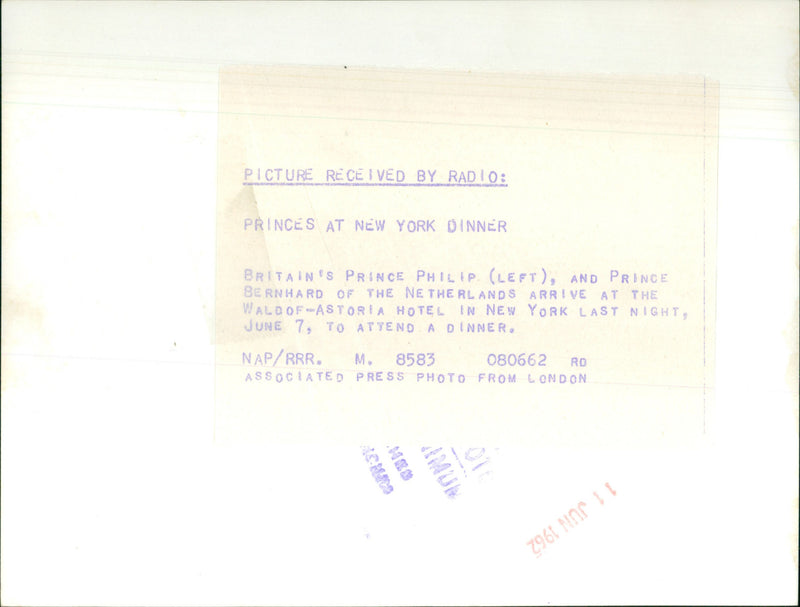 PICTURE RECEIVED BY RADIO:
PRINCES AT NEW YORK DINNER
BRITAIN'S PRINCE PHILIP (LEFT), AND PRINCE
BERNHARD OF THE NETHERLANDS ARRIVE AT THE
WALDOF-ASTORIA HOTEL IN NEW YORK LAST NIGHT,
JUNE 7, TO ATTEND A DINNER.
NAP/RRR. M. 8583 080662 RD
ASSOCIATED PRESS PHOTO FROM LONDON
11 JUN 1962